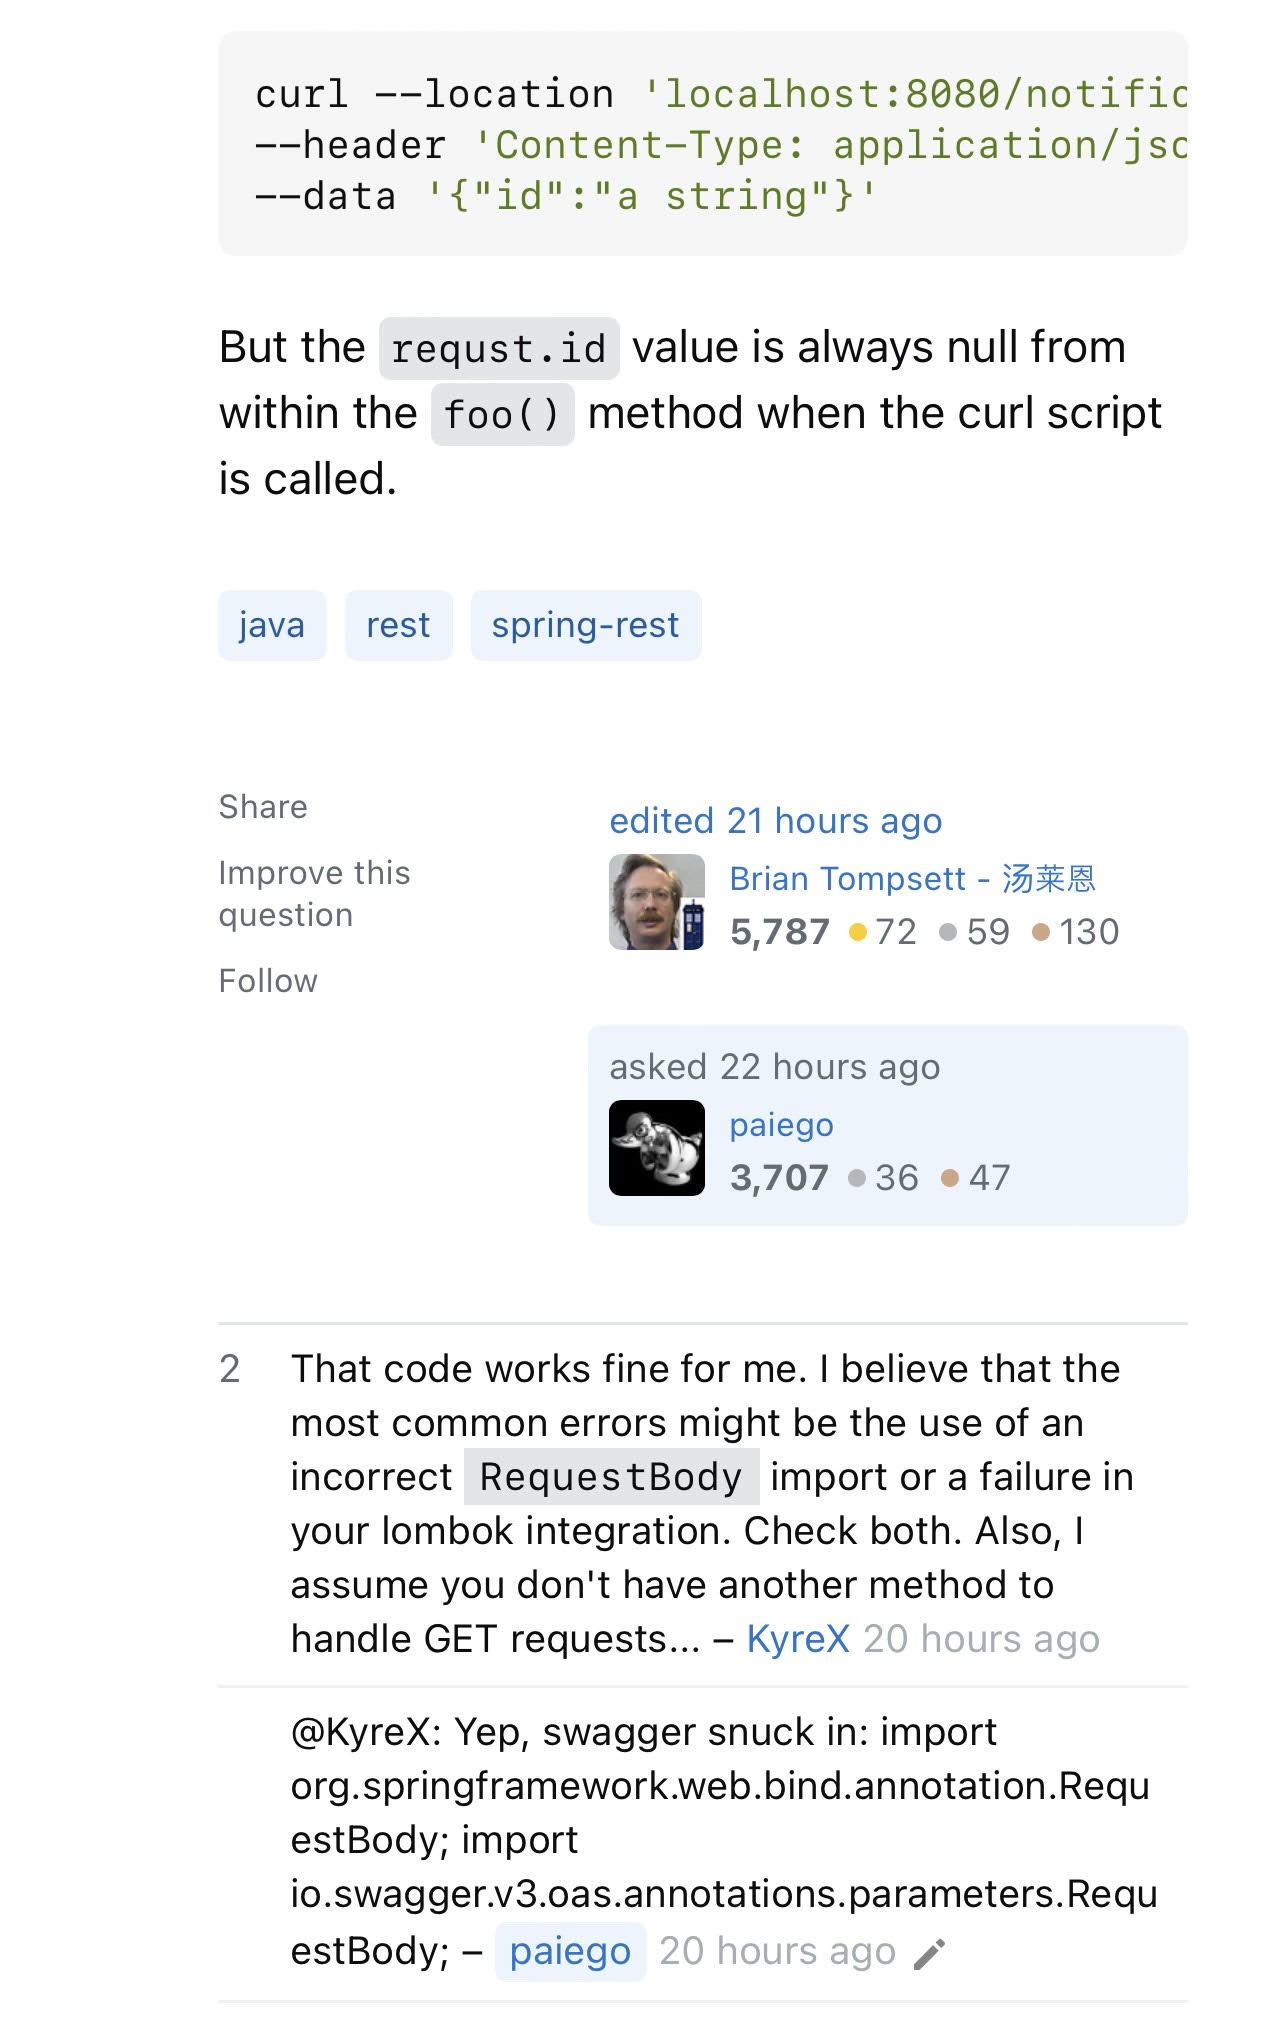 curl --location 'localhost:8080/notific
--header 'Content-Type: application/jsc
--data '{"id":"a string"}'
But the requst.id value is always null from
within the foo() method when the curl script
is called.
java rest spring-rest
Share
Improve this
question
Follow
edited 21 hours ago
Brian Tompsett - 汤莱恩
5,787 72 59 130
asked 22 hours ago
paiego
3,707 36 47
2 That code works fine for me. I believe that the
most common errors might be the use of an
incorrect RequestBody import or a failure in
your lombok integration. Check both. Also, I
assume you don't have another method to
handle GET requests... – KyreX 20 hours ago
@KyreX: Yep, swagger snuck in: import
org.springframework.web.bind.annotation.Requ
estBody; import
io.swagger.v3.oas.annotations.parameters.Requ
estBody; – paiego 20 hours ago